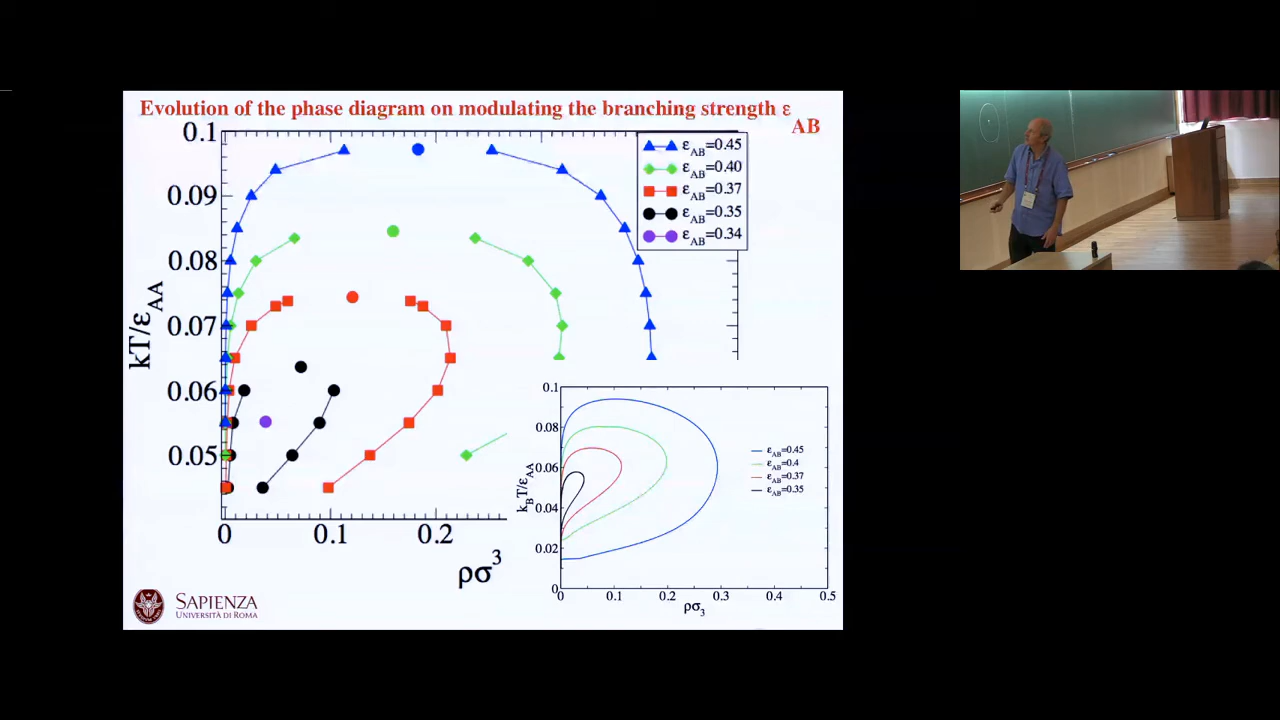 Evolution of the phase diagram on modulating the branching strength ε
AB
0.1
0.09
0.08
0.07
0.06
0.05
kT/ε_AA
0
0.1
0.2
ρσ³
ε_AB=0.45
ε_AB=0.40
ε_AB=0.37
ε_AB=0.35
ε_AB=0.34
0.1
0.08
0.06
0.04
0.02
0
k_BT/ε_AA
0
0.1
0.2
0.3
0.4
0.5
ρσ_3
ε_AB=0.45
ε_AB=0.4
ε_AB=0.37
ε_AB=0.35
SAPIENZA
UNIVERSITÀ DI ROMA